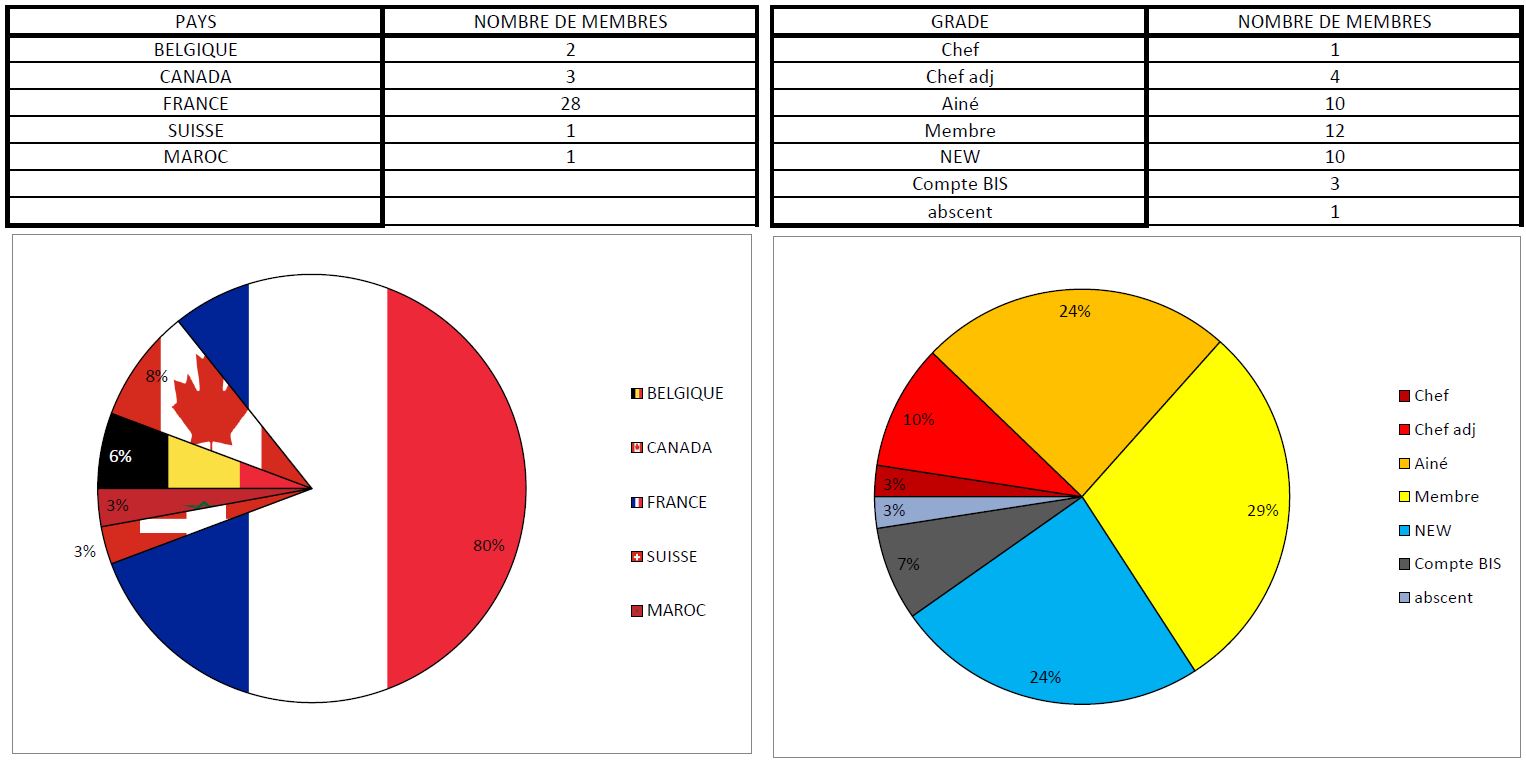 PAYS NOMBRE DE MEMBRES
BELGIQUE 2
CANADA 3
FRANCE 28
SUISSE 1
MAROC 1
GRADE NOMBRE DE MEMBRES
Chef 1
Chef adj 4
Ainé 10
Membre 12
NEW 10
Compte BIS 3
abscent 1
8%
6%
3%
3%
80%
BELGIQUE
CANADA
FRANCE
SUISSE
MAROC
24%
10%
3%
3%
7%
24%
29%
Chef
Chef adj
Ainé
Membre
NEW
Compte BIS
abscent